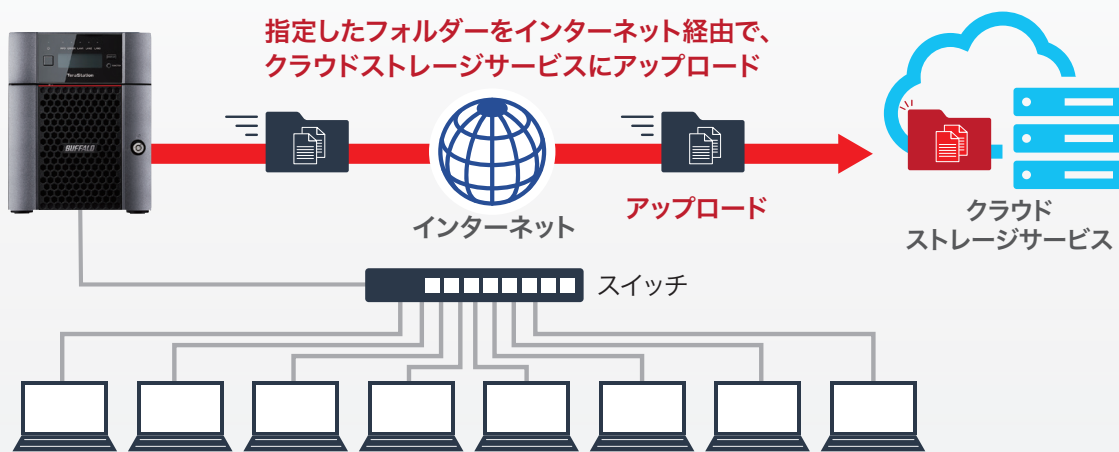 指定したフォルダーをインターネット経由で、
クラウドストレージサービスにアップロード
TeraStation
BUFFALO
インターネット
アップロード
クラウド
ストレージサービス
スイッチ